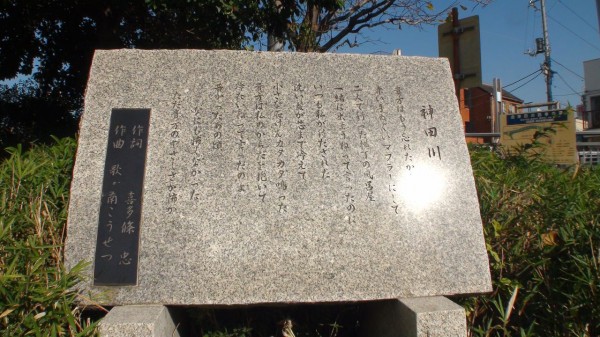 神田川
貴方はもう忘れたか
赤い手拭マフラーにして
二人で行った横丁の風呂屋
一緒に出ようねって言ったのに
いつも私が待たされた
洗い髪が芯まで冷えて
小さな石鹸カタカタ鳴った
貴方は私のからだを抱いて
冷たいねって言ったのよ
若かったあの頃
何も怖くなかった
ただ貴方のやさしさが怖かった
作詞 喜多條 忠
作曲 歌・南こうせつ